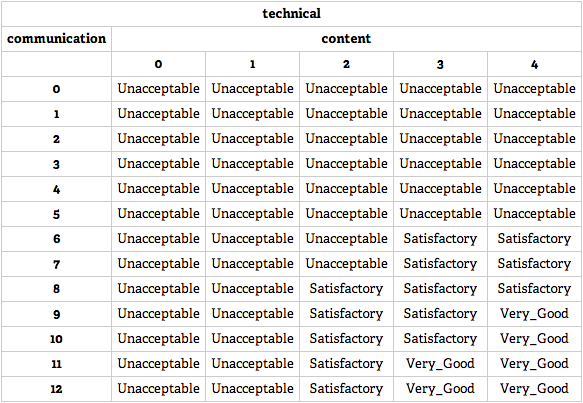 technical
communication content
0 1 2 3 4
0 Unacceptable Unacceptable Unacceptable Unacceptable Unacceptable
1 Unacceptable Unacceptable Unacceptable Unacceptable Unacceptable
2 Unacceptable Unacceptable Unacceptable Unacceptable Unacceptable
3 Unacceptable Unacceptable Unacceptable Unacceptable Unacceptable
4 Unacceptable Unacceptable Unacceptable Unacceptable Unacceptable
5 Unacceptable Unacceptable Unacceptable Unacceptable Unacceptable
6 Unacceptable Unacceptable Unacceptable Satisfactory Satisfactory
7 Unacceptable Unacceptable Unacceptable Satisfactory Satisfactory
8 Unacceptable Unacceptable Satisfactory Satisfactory Satisfactory
9 Unacceptable Unacceptable Satisfactory Satisfactory Very_Good
10 Unacceptable Unacceptable Satisfactory Satisfactory Very_Good
11 Unacceptable Unacceptable Satisfactory Very_Good Very_Good
12 Unacceptable Unacceptable Satisfactory Very_Good Very_Good